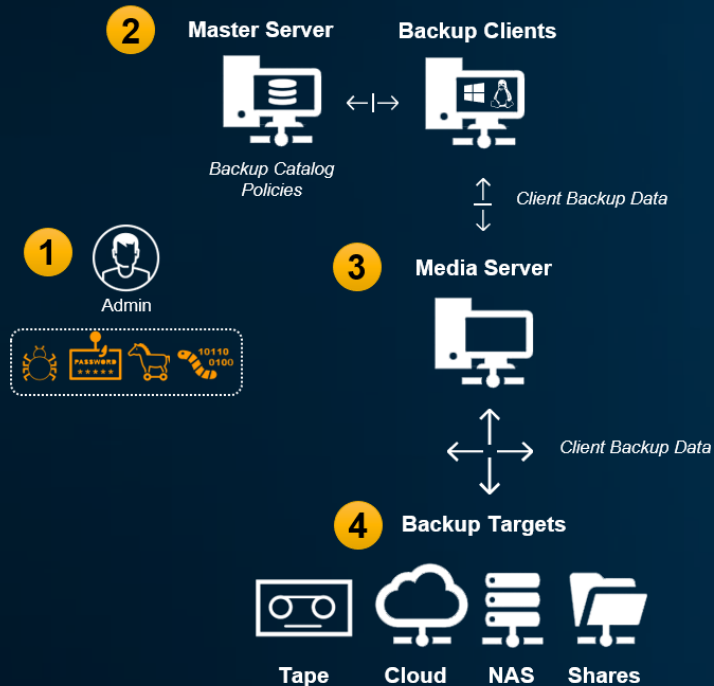 2
Master Server
Backup Clients
Backup Catalog
Policies
Client Backup Data
1
Admin
PASSWORD
*****
10110
0100
3
Media Server
Client Backup Data
4
Backup Targets
Tape
Cloud
NAS
Shares